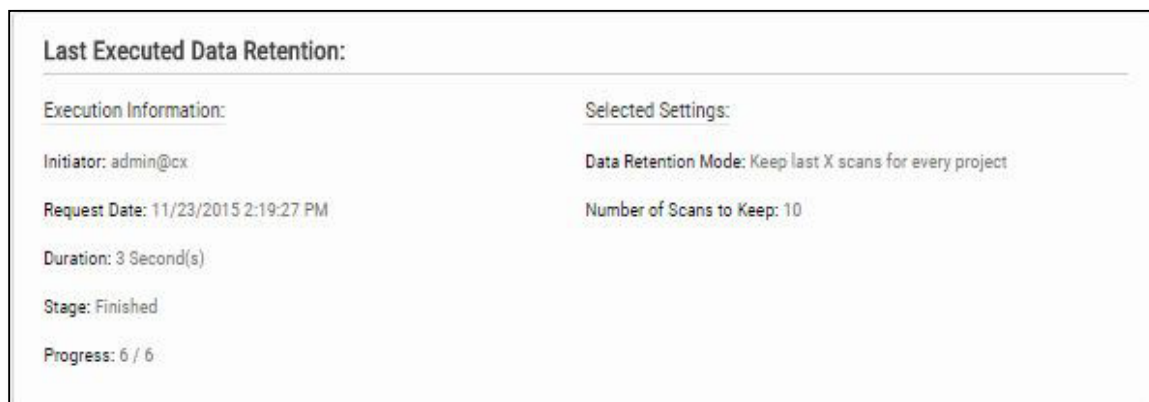 Last Executed Data Retention:
Execution Information:
Initiator: admin@cx
Request Date: 11/23/2015 2:19:27 PM
Duration: 3 Second(s)
Stage: Finished
Progress: 6 / 6
Selected Settings:
Data Retention Mode: Keep last X scans for every project
Number of Scans to Keep: 10